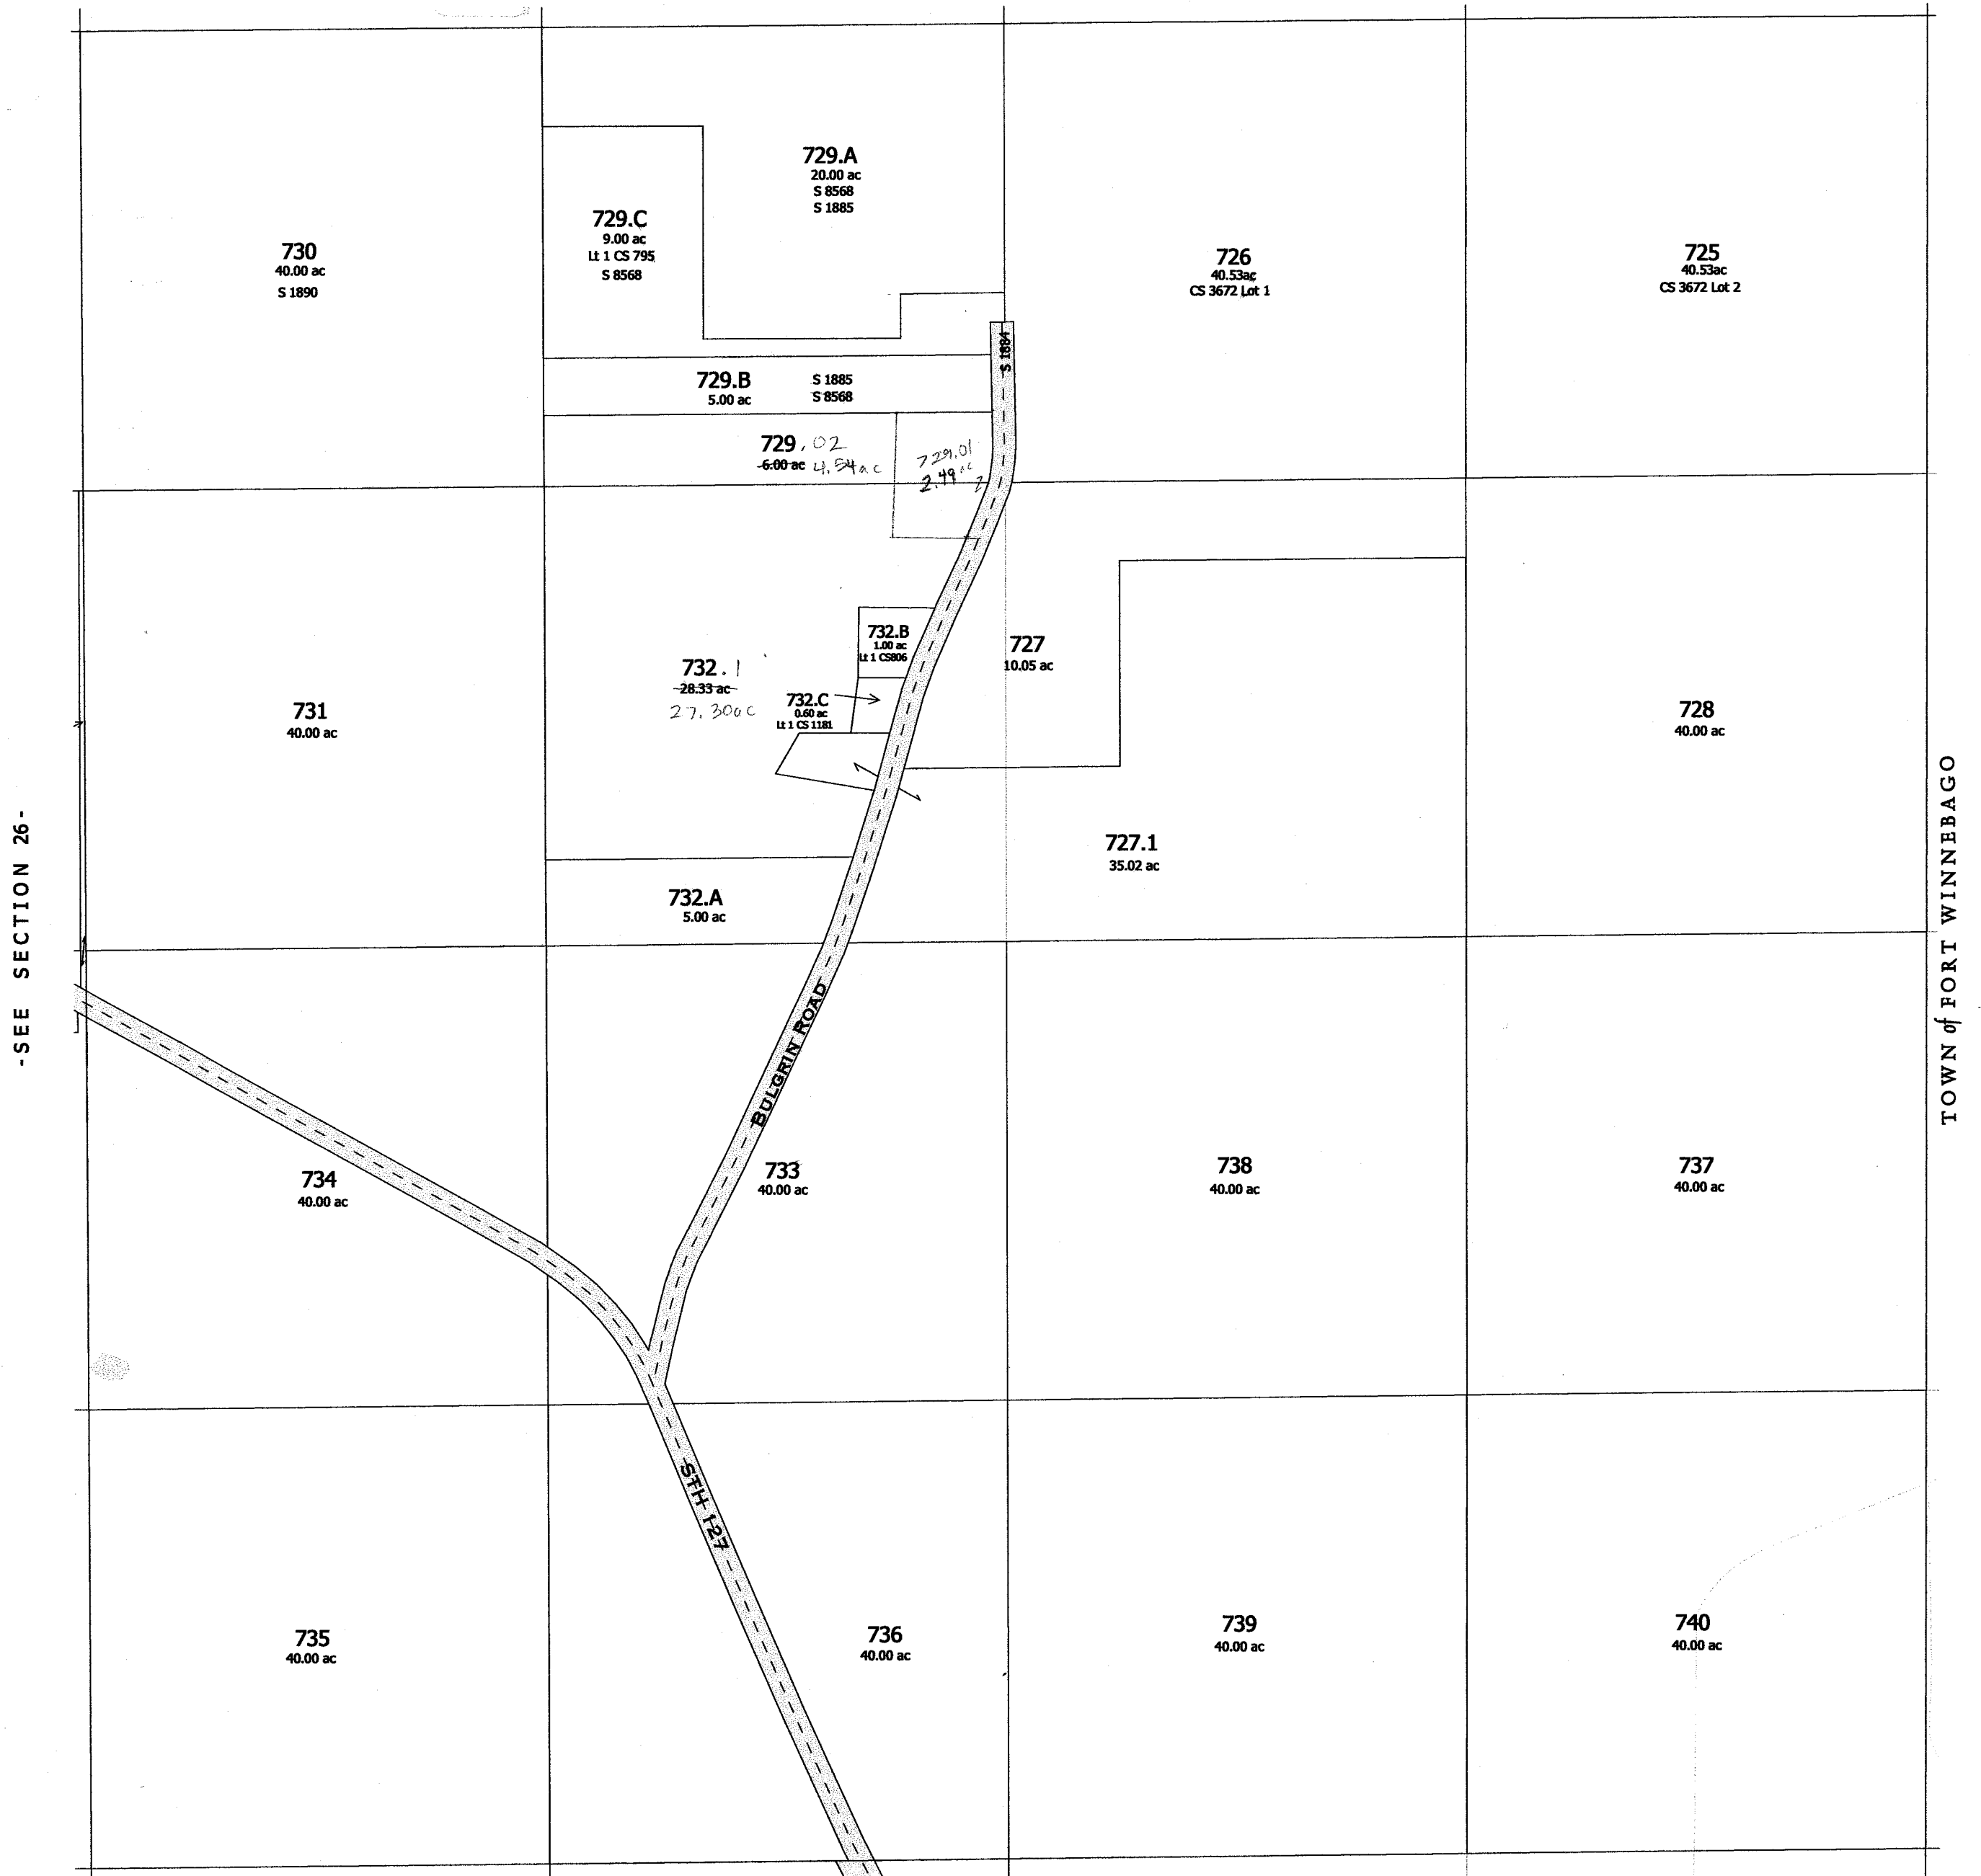 729.A
20.00 ac
S 8568
S 1885
729.C
9.00 ac
Lt 1 CS 795
S 8568
730
40.00 ac
S 1890
726
40.53ac
CS 3672 Lot 1
725
40.53ac
CS 3672 Lot 2
S 1884
729.B
5.00 ac
S 1885
S 8568
729.02
6.00 ac 4.54ac
729.01
2.49 ac
732.B
1.00 ac
Lt 1 CS806
727
10.05 ac
732.1
28.33 ac
27.30ac
732.C
0.60 ac
Lt 1 CS 1181
731
40.00 ac
728
40.00 ac
727.1
35.02 ac
732.A
5.00 ac
-SEE SECTION 26-
TOWN of FORT WINNEBAGO
BULGRIN ROAD
734
40.00 ac
733
40.00 ac
738
40.00 ac
737
40.00 ac
STH 127
735
40.00 ac
736
40.00 ac
739
40.00 ac
740
40.00 ac